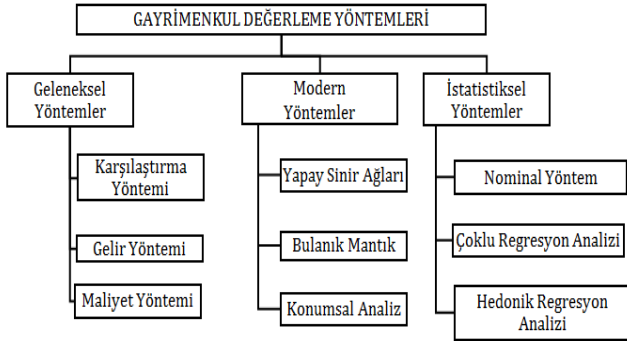 GAYRİMENKUL DEĞERLEME YÖNTEMLERİ
Geleneksel
Yöntemler
Karşılaştırma
Yöntemi
Gelir Yöntemi
Maliyet Yöntemi
Modern
Yöntemler
Yapay Sinir Ağları
Bulanık Mantık
Konumsal Analiz
İstatistiksel
Yöntemler
Nominal Yöntem
Çoklu Regresyon Analizi
Hedonik Regresyon
Analizi